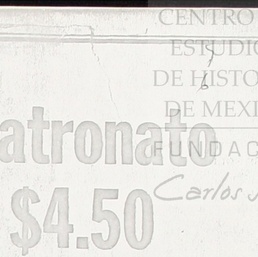 CENTRO
ESTUDIO
DE HISTO
DE MEXI
FUNDAC
Carlos
atronato
$4.50